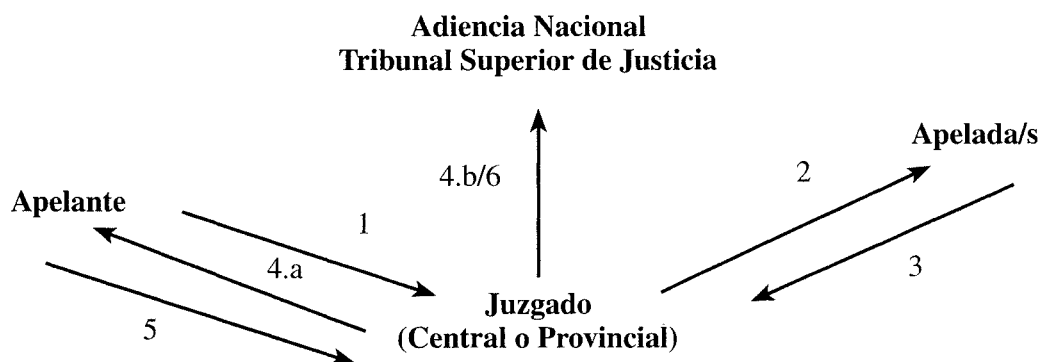 Adiencia Nacional
Tribunal Superior de Justicia
Apelada/s
4.b/6
2
Apelante
1
4.a
3
5
Juzgado
(Central o Provincial)